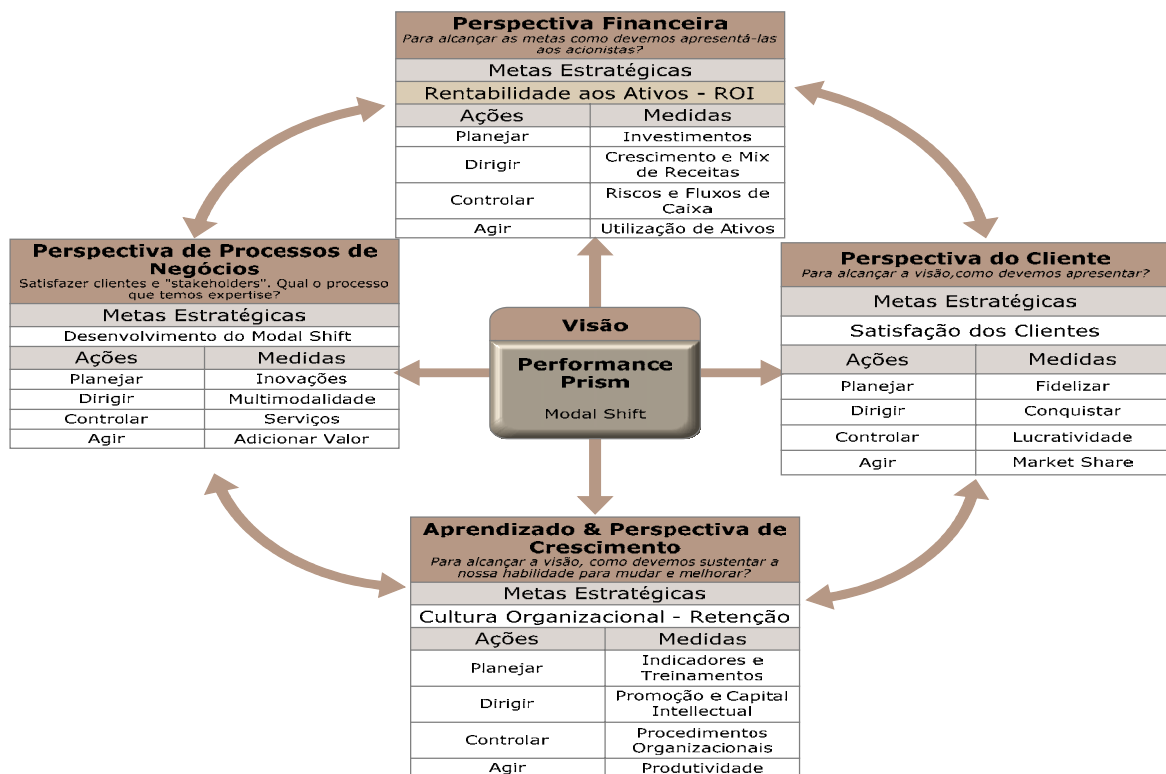 Perspectiva Financeira
Para alcançar as metas como devemos apresentá-las
aos acionistas?
Metas Estratégicas
Rentabilidade aos Ativos - ROI
Ações Medidas
Planejar Investimentos
Dirigir Crescimento e Mix
de Receitas
Controlar Riscos e Fluxos de
Caixa
Agir Utilização de Ativos
Perspectiva de Processos de
Negócios
Satisfazer clientes e "stakeholders". Qual o processo
que temos expertise?
Metas Estratégicas
Desenvolvimento do Modal Shift
Ações Medidas
Planejar Inovações
Dirigir Multimodalidade
Controlar Serviços
Agir Adicionar Valor
Visão
Performance
Prism
Modal Shift
Perspectiva do Cliente
Para alcançar a visão,como devemos apresentar?
Metas Estratégicas
Satisfação dos Clientes
Ações Medidas
Planejar Fidelizar
Dirigir Conquistar
Controlar Lucratividade
Agir Market Share
Aprendizado & Perspectiva de
Crescimento
Para alcançar a visão, como devemos sustentar a
nossa habilidade para mudar e melhorar?
Metas Estratégicas
Cultura Organizacional - Retenção
Ações Medidas
Planejar Indicadores e
Treinamentos
Dirigir Promoção e Capital
Intellectual
Controlar Procedimentos
Organizacionais
Agir Produtividade